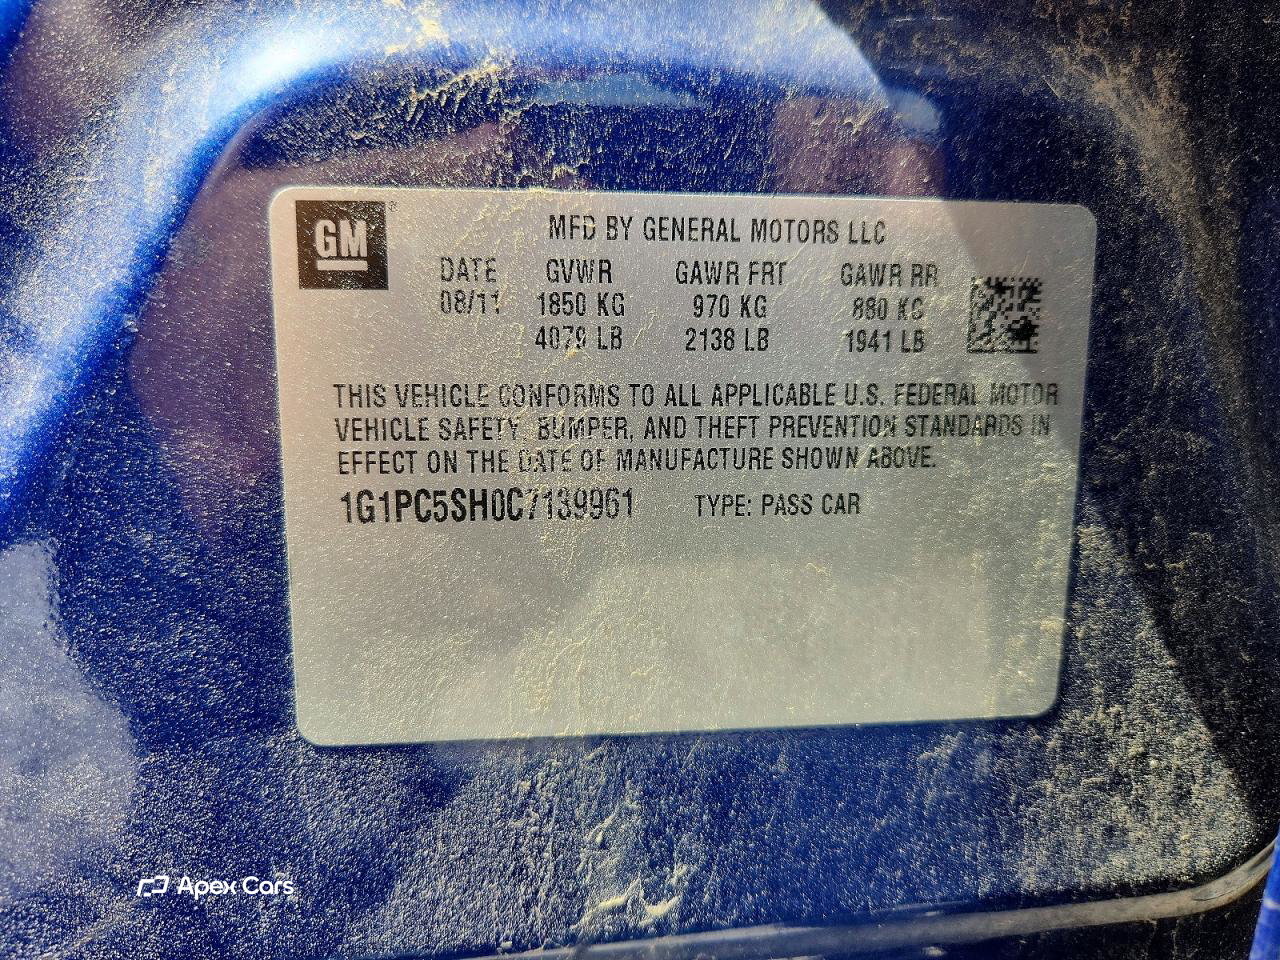 GM®
MFD BY GENERAL MOTORS LLC
DATE GVWR GAWR FRT GAWR RR
08/11 1850 KG 970 KG 880 KG
4079 LB 2138 LB 1941 LB
THIS VEHICLE CONFORMS TO ALL APPLICABLE U.S. FEDERAL MOTOR
VEHICLE SAFETY, BUMPER, AND THEFT PREVENTION STANDARDS IN
EFFECT ON THE DATE OF MANUFACTURE SHOWN ABOVE.
1G1PC5SH0C7139961 TYPE: PASS CAR
Apex Cars